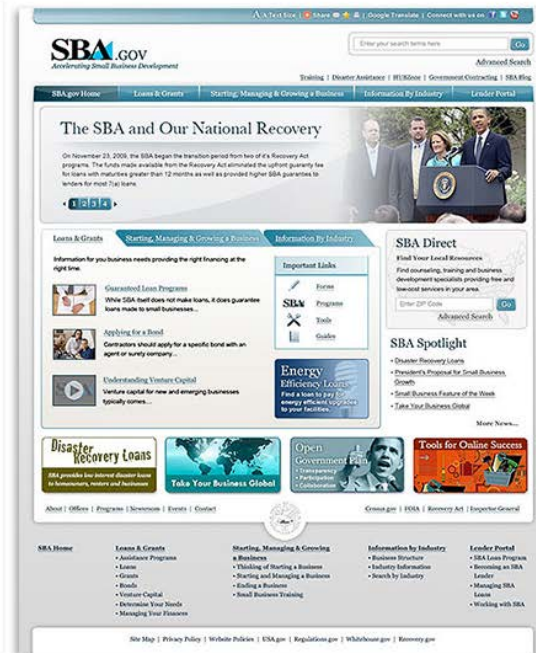 A A Text Size | Share | Google Translate | Connect with us on
SBA.GOV
Accelerating Small Business Development
Enter your search terms here
Go
Advanced Search
Training | Disaster Assistance | HUBZone | Government Contracting | SBA Blog
SBA.gov Home
Loans & Grants
Starting, Managing & Growing a Business
Information By Industry
Lender Portal
The SBA and Our National Recovery
On November 23, 2009, the SBA began the transition period from two of it's Recovery Act
programs. The funds made available from the Recovery Act eliminated the upfront guaranty fee
for loans with maturities greater than 12 months as well as provided higher SBA guaranties to
lenders for most 7(a) loans.
1 2 3 4
Loans & Grants
Starting, Managing & Growing a Business
Information By Industry
Information for you business needs providing the right financing at the
right time.
Guaranteed Loan Programs
While SBA itself does not make loans, it does guarantee
loans made to small businesses...
Applying for a Bond
Contractors should apply for a specific bond with an
agent or surety company...
Understanding Venture Capital
Venture capital for new and emerging businesses
typically comes...
Important Links
Forms
SBA
Programs
Tools
Guides
Energy
Efficiency Loans
Find a loan to pay for
energy efficient upgrades
to your facilities.
SBA Direct
Find Your Local Resources
Find counseling, training and business
development specialists providing free and
low-cost services in your area.
Enter ZIP Code
Go
Advanced Search
SBA Spotlight
• Disaster Recovery Loans
• President's Proposal for Small Business
Growth
• Small Business Feature of the Week
• Take Your Business Global
More News...
Disaster
Recovery Loans
SBA provides low interest disaster loans
to homeowners, renters and businesses
Take Your Business Global
Open
Government Plan
• Transparency
• Participation
• Collaboration
Tools for Online Success
About | Offices | Programs | Newsroom | Events | Contact
Census.gov | FOIA | Recovery Act | Inspector General
SBA Home
Loans & Grants
• Assistance Programs
• Loans
• Grants
• Bonds
• Venture Capital
• Determine Your Needs
• Managing Your Finances
Starting, Managing & Growing
a Business
• Thinking of Starting a Business
• Starting and Managing a Business
• Ending a Business
• Small Business Training
Information by Industry
• Business Structure
• Industry Information
• Search by Industry
Lender Portal
• SBA Loan Program
• Becoming an SBA
Lender
• Managing SBA
Loans
• Working with SBA
Site Map | Privacy Policy | Website Policies | USA.gov | Regulations.gov | Whitehouse.gov | Recovery.gov